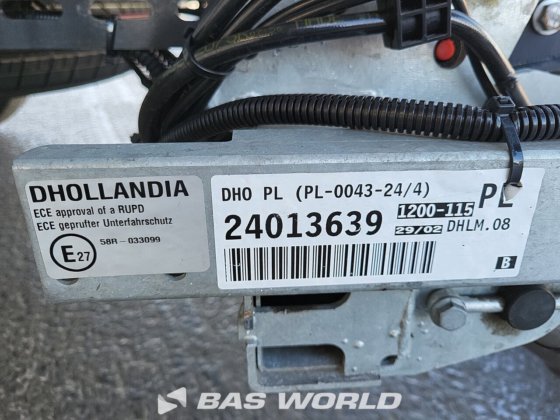 DHOLLANDIA
ECE approval of a RUPD
ECE geprufter Unterfahrschutz
E27
58R - 033099
DHO PL (PL-0043-24/4)
24013639
1200-115
29/02 DHLM.08
B
BAS WORLD